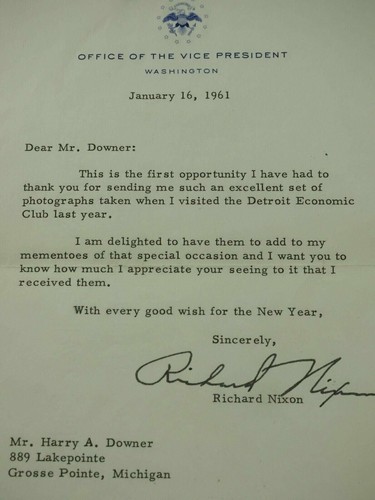 OFFICE OF THE VICE PRESIDENT
WASHINGTON
January 16, 1961
Dear Mr. Downer:
This is the first opportunity I have had to
thank you for sending me such an excellent set of
photographs taken when I visited the Detroit Economic
Club last year.
I am delighted to have them to add to my
mementoes of that special occasion and I want you to
know how much I appreciate your seeing to it that I
received them.
With every good wish for the New Year,
Sincerely,
Richard Nixon
Richard Nixon
Mr. Harry A. Downer
889 Lakepointe
Grosse Pointe, Michigan